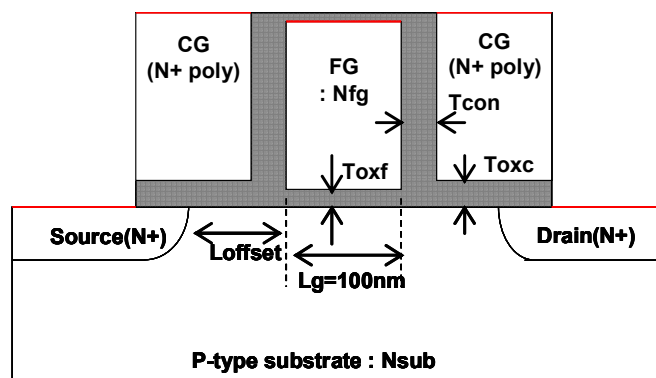 CG
(N+ poly)
FG
: Nfg
CG
(N+ poly)
Tcon
Toxf
Toxc
Source(N+)
Loffset
Drain(N+)
Lg=100nm
P-type substrate : Nsub